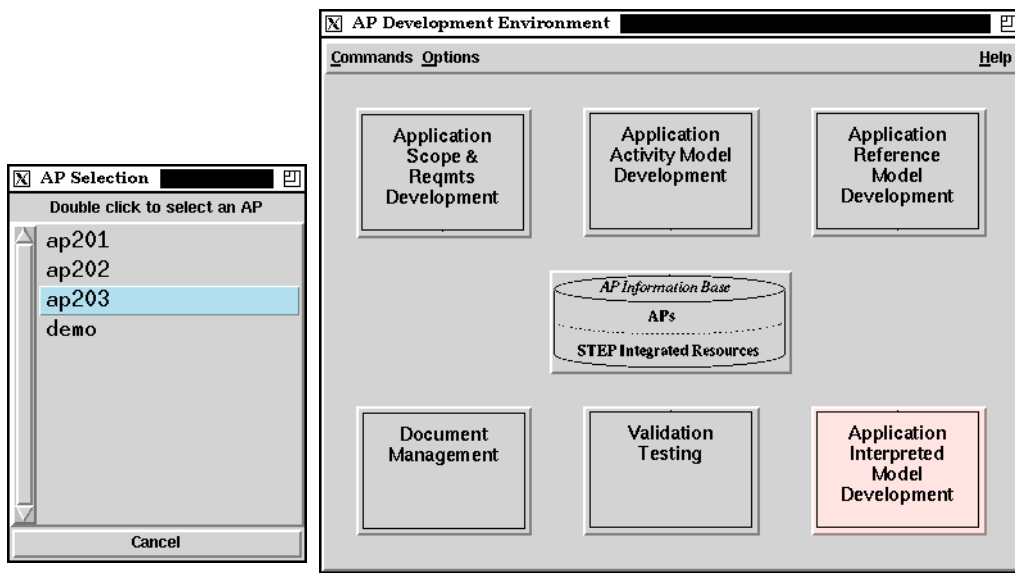 AP Selection
Double click to select an AP
ap201
ap202
ap203
demo
Cancel
AP Development Environment
Commands Options Help
Application
Scope &
Reqmts
Development
Application
Activity Model
Development
Application
Reference
Model
Development
AP Information Base
APs
STEP Integrated Resources
Document
Management
Validation
Testing
Application
Interpreted
Model
Development